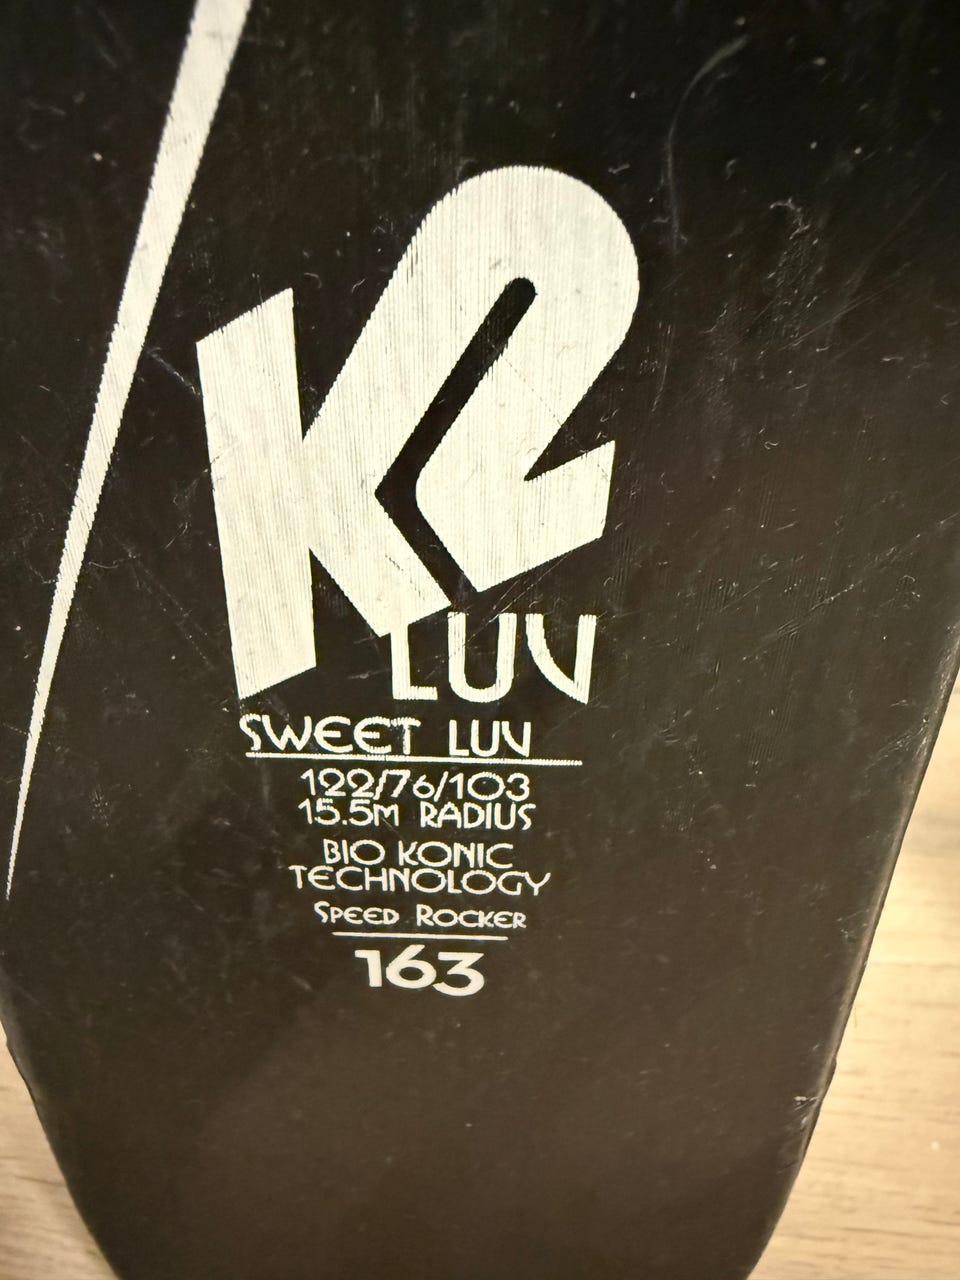 K2
LUV
SWEET LUV
122/76/103
15.5M RADIUS
BIO KONIC
TECHNOLOGY
SPEED ROCKER
163